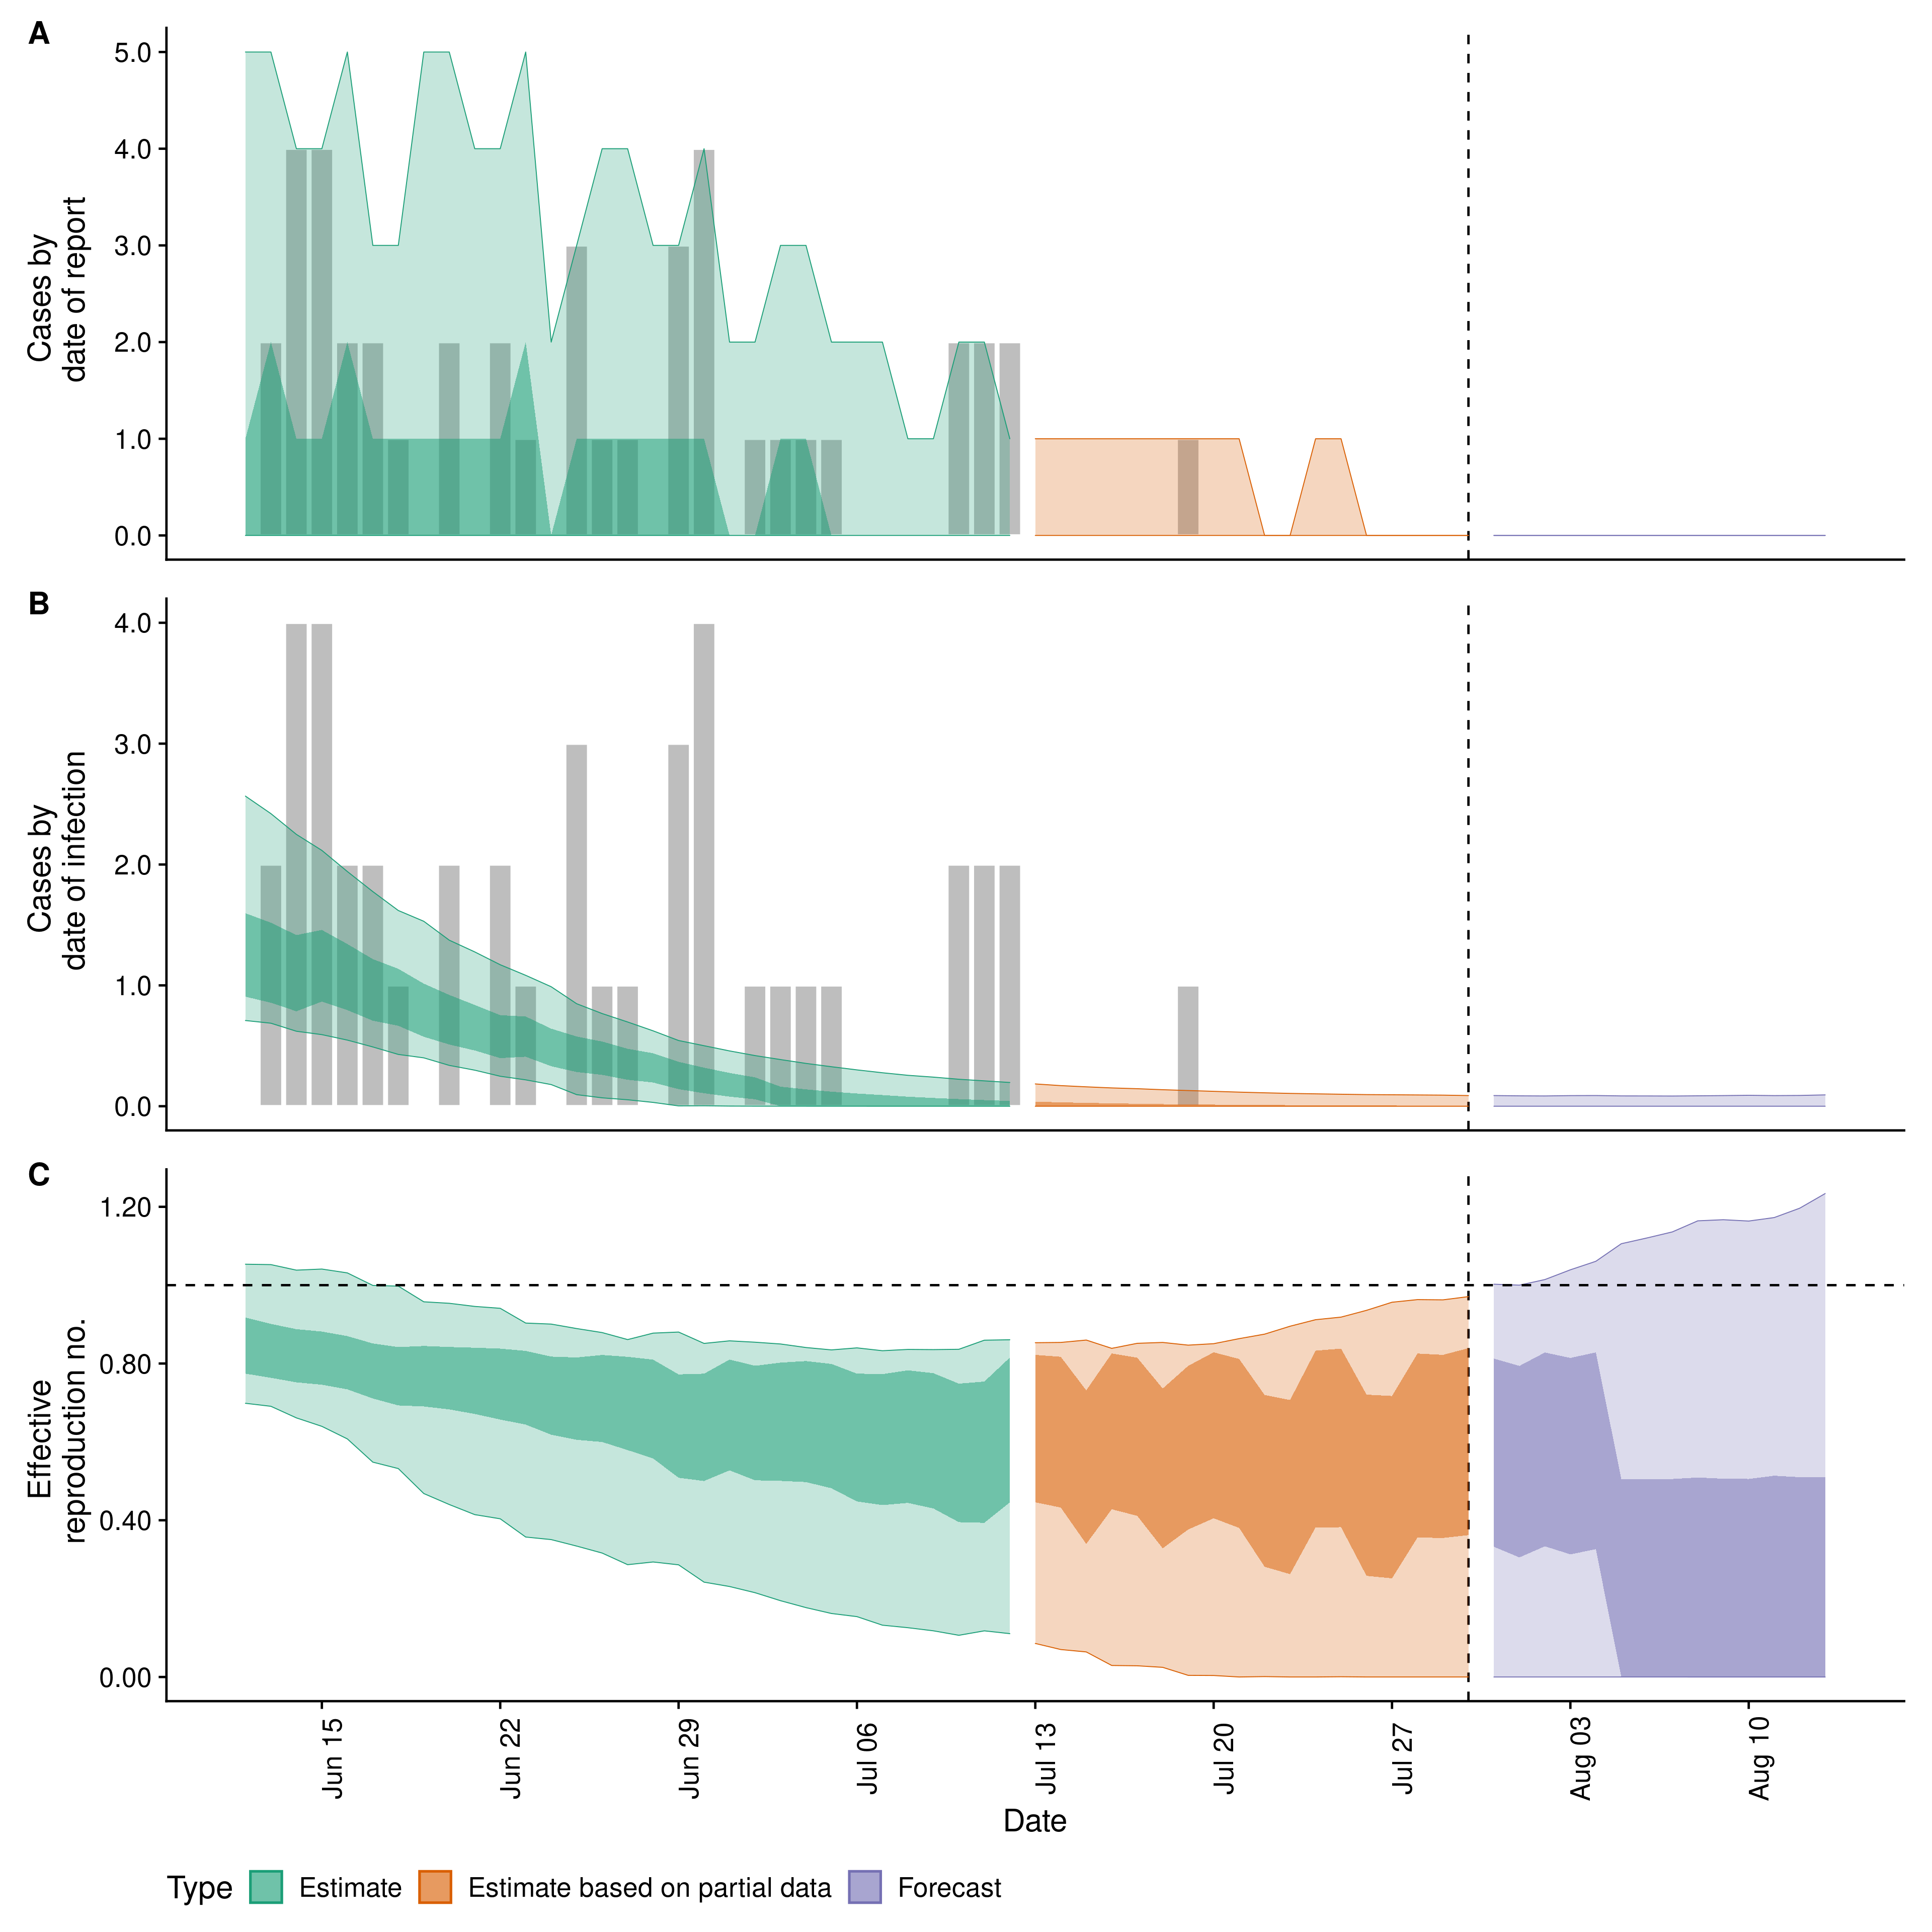 A
5.0
4.0
3.0
2.0
1.0
0.0
Cases by
date of report
B
4.0
3.0
2.0
1.0
0.0
Cases by
date of infection
C
1.20
0.80
0.40
0.00
Effective
reproduction no.
Jun 15
Jun 22
Jun 29
Jul 06
Jul 13
Jul 20
Jul 27
Aug 03
Aug 10
Date
Type
Estimate
Estimate based on partial data
Forecast